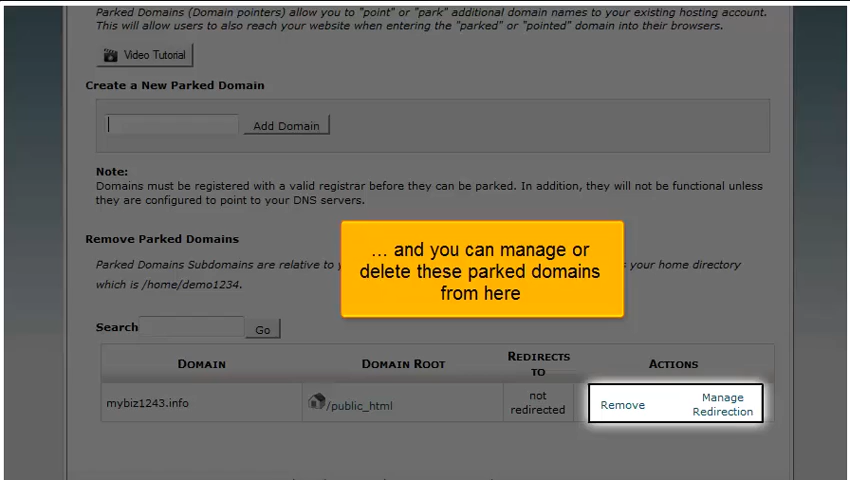 Parked Domains (Domain pointers) allow you to "point" or "park" additional domain names to your existing hosting account.
This will allow users to also reach your website when entering the "parked" or "pointed" domain into their browsers.
Video Tutorial
Create a New Parked Domain
Add Domain
Note:
Domains must be registered with a valid registrar before they can be parked. In addition, they will not be functional unless
they are configured to point to your DNS servers.
Remove Parked Domains
... and you can manage or
delete these parked domains
from here
Parked Domains Subdomains are relative to your home directory
which is /home/demo1234.
Search
Go
DOMAIN DOMAIN ROOT REDIRECTS TO ACTIONS
mybiz1243.info /public_html not redirected Remove Manage Redirection